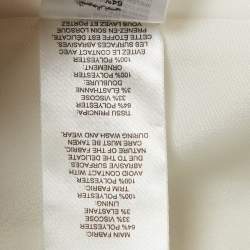 MAIN FABRIC:
64% POLYESTER
33% VISCOSE
3% ELASTANE
LINING:
100% POLYESTER
TRIM FABRIC:
100% POLYESTER
AVOID CONTACT WITH
ABRASIVE SURFACES
DUE TO THE DELICATE
NATURE OF THE FABRIC
CARE MUST BE TAKEN
DURING WASH AND WEAR.
TISSU PRINCIPAL:
64% POLYESTER
33% VISCOSE
3% ELASTHANNE
DOUBLURE:
100% POLYESTER
ORNEMENT:
100% POLYESTER
EVITEZ LE CONTACT AVEC
LES SURFACES ABRASIVES
CETTE ETOFFE EST DELICATE
PRENEZ-EN SOIN LORSQUE
VOUS LAVEZ ET PORTEZ
64%